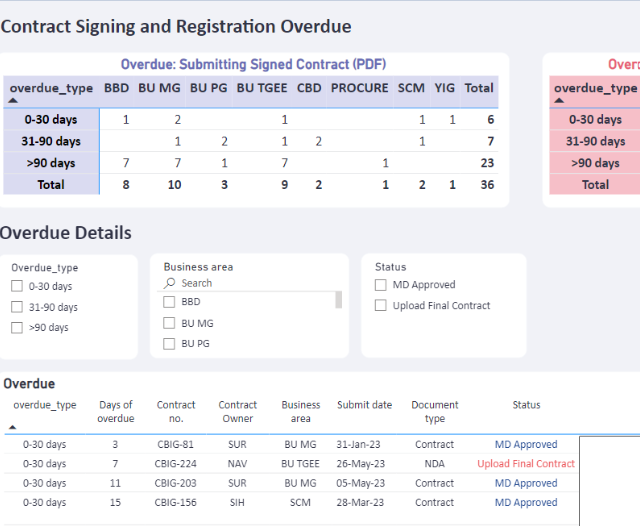 Contract Signing and Registration Overdue
Overdue: Submitting Signed Contract (PDF)
overdue_type BBD BU MG BU PG BU TGEE CBD PROCURE SCM YIG Total
0-30 days 1 2 1 1 1 6
31-90 days 1 2 1 2 1 7
>90 days 7 7 1 7 1 23
Total 8 10 3 9 2 1 2 1 36
overdue_type
0-30 days
31-90 days
>90 days
Total
Overdue Details
Overdue_type
0-30 days
31-90 days
>90 days
Business area
Search
BBD
BU MG
BU PG
Status
MD Approved
Upload Final Contract
Overdue
overdue_type Days of overdue Contract no. Contract Owner Business area Submit date Document type Status
0-30 days 3 CBIG-81 SUR BU MG 31-Jan-23 Contract MD Approved
0-30 days 7 CBIG-224 NAV BU TGEE 26-May-23 NDA Upload Final Contract
0-30 days 11 CBIG-203 SUR BU MG 05-May-23 Contract MD Approved
0-30 days 15 CBIG-156 SIH SCM 28-Mar-23 Contract MD Approved